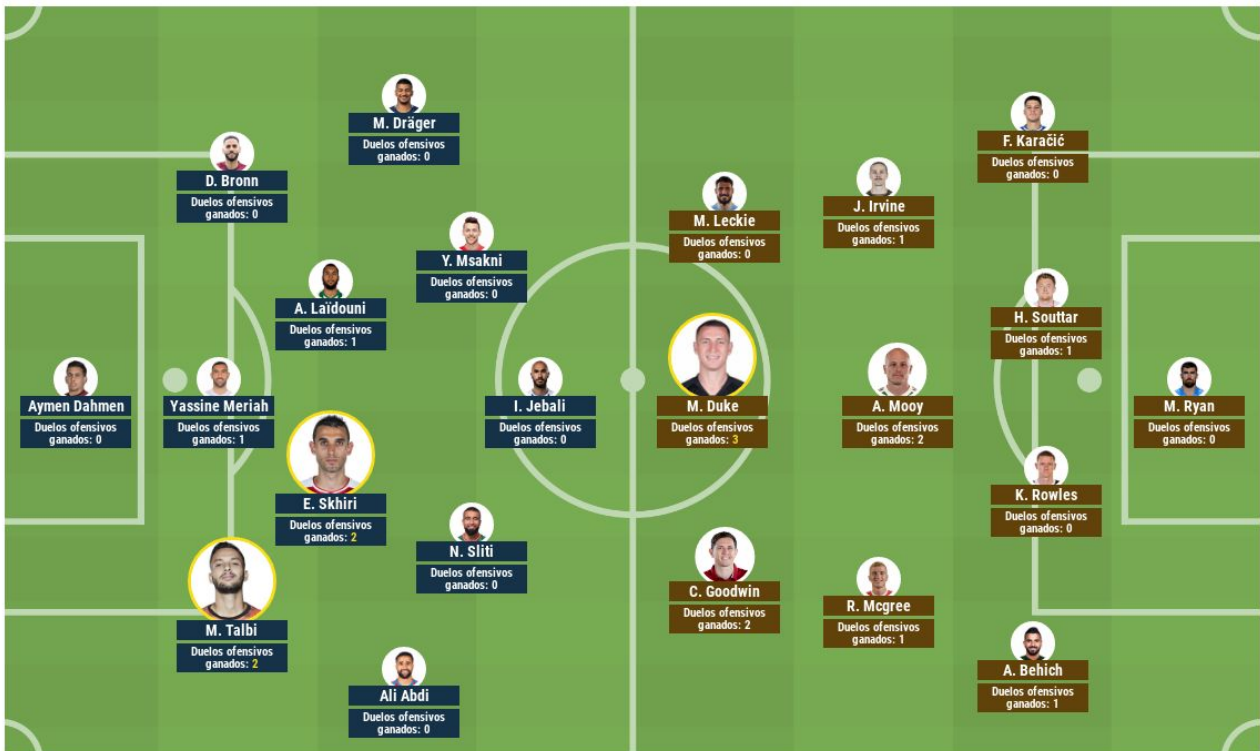 M. Dräger
Duelos ofensivos
ganados: 0
D. Bronn
Duelos ofensivos
ganados: 0
Y. Msakni
Duelos ofensivos
ganados: 0
A. Laïdouni
Duelos ofensivos
ganados: 1
Aymen Dahmen
Duelos ofensivos
ganados: 0
Yassine Meriah
Duelos ofensivos
ganados: 1
I. Jebali
Duelos ofensivos
ganados: 0
E. Skhiri
Duelos ofensivos
ganados: 2
N. Sliti
Duelos ofensivos
ganados: 0
M. Talbi
Duelos ofensivos
ganados: 2
Ali Abdi
Duelos ofensivos
ganados: 0
F. Karačić
Duelos ofensivos
ganados: 0
J. Irvine
Duelos ofensivos
ganados: 1
M. Leckie
Duelos ofensivos
ganados: 0
H. Souttar
Duelos ofensivos
ganados: 1
M. Duke
Duelos ofensivos
ganados: 3
A. Mooy
Duelos ofensivos
ganados: 2
M. Ryan
Duelos ofensivos
ganados: 0
K. Rowles
Duelos ofensivos
ganados: 0
C. Goodwin
Duelos ofensivos
ganados: 2
R. Mcgree
Duelos ofensivos
ganados: 1
A. Behich
Duelos ofensivos
ganados: 1